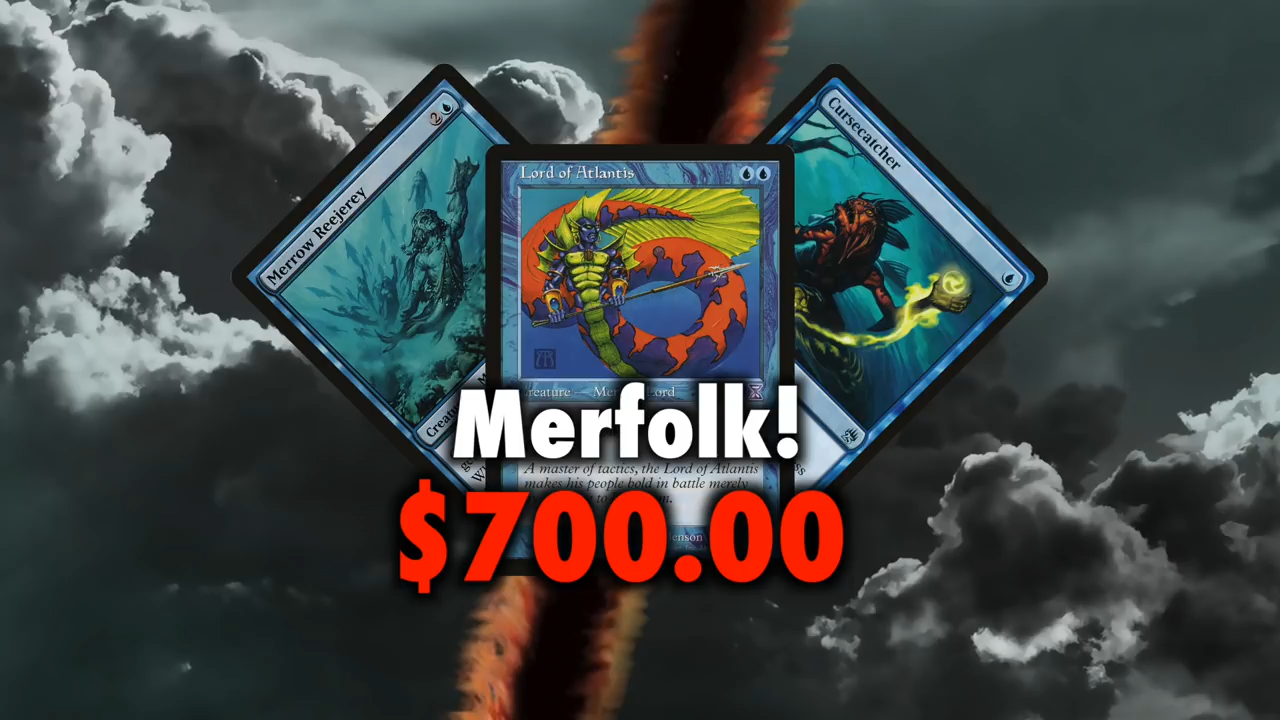 Merrow Reejerey
2
Lord of Atlantis
Cursecatcher
Merfolk!
A master of tactics, the Lord of Atlantis
makes his people bold in battle merely
$700.00